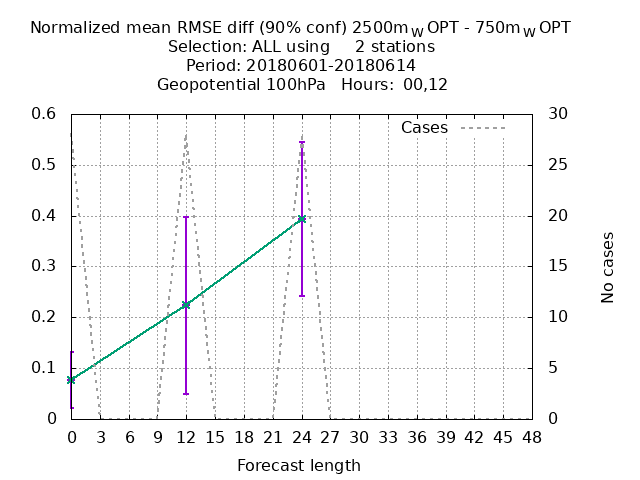 Normalized mean RMSE diff (90% conf) 2500m_W OPT - 750m_W OPT
Selection: ALL using 2 stations
Period: 20180601-20180614
Geopotential 100hPa Hours: 00,12
Cases
0.6
0.5
0.4
0.3
0.2
0.1
0
30
25
20
15
10
5
0
No cases
0 3 6 9 12 15 18 21 24 27 30 33 36 39 42 45 48
Forecast length